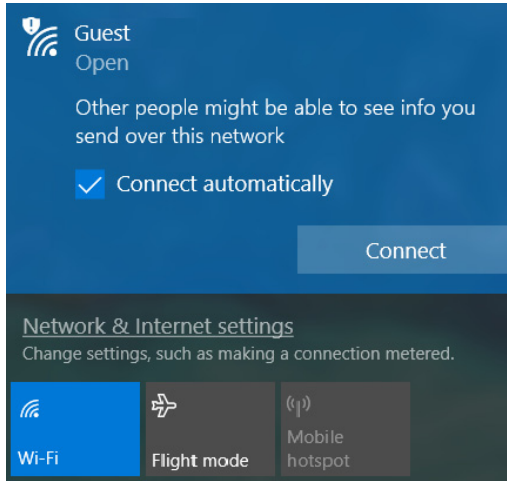 Guest
Open
Other people might be able to see info you
send over this network
Connect automatically
Connect
Network & Internet settings
Change settings, such as making a connection metered.
Wi-Fi
Flight mode
Mobile
hotspot